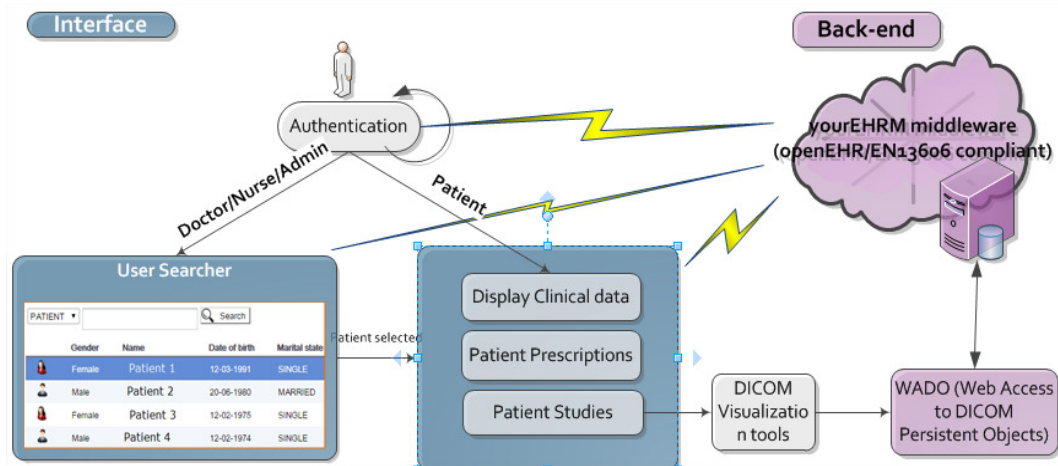 Interface
Back-end
Authentication
yourEHRM middleware
(openEHR/EN13606 compliant)
Doctor/Nurse/Admin
Patient
User Searcher
PATIENT
Search
Gender Name Date of birth Marital state
Female Patient 1 12-03-1991 SINGLE
Male Patient 2 20-06-1980 MARRIED
Female Patient 3 12-02-1975 SINGLE
Male Patient 4 12-02-1974 SINGLE
Patient selected
Display Clinical data
Patient Prescriptions
Patient Studies
DICOM
Visualizatio
n tools
WADO (Web Access
to DICOM
Persistent Objects)